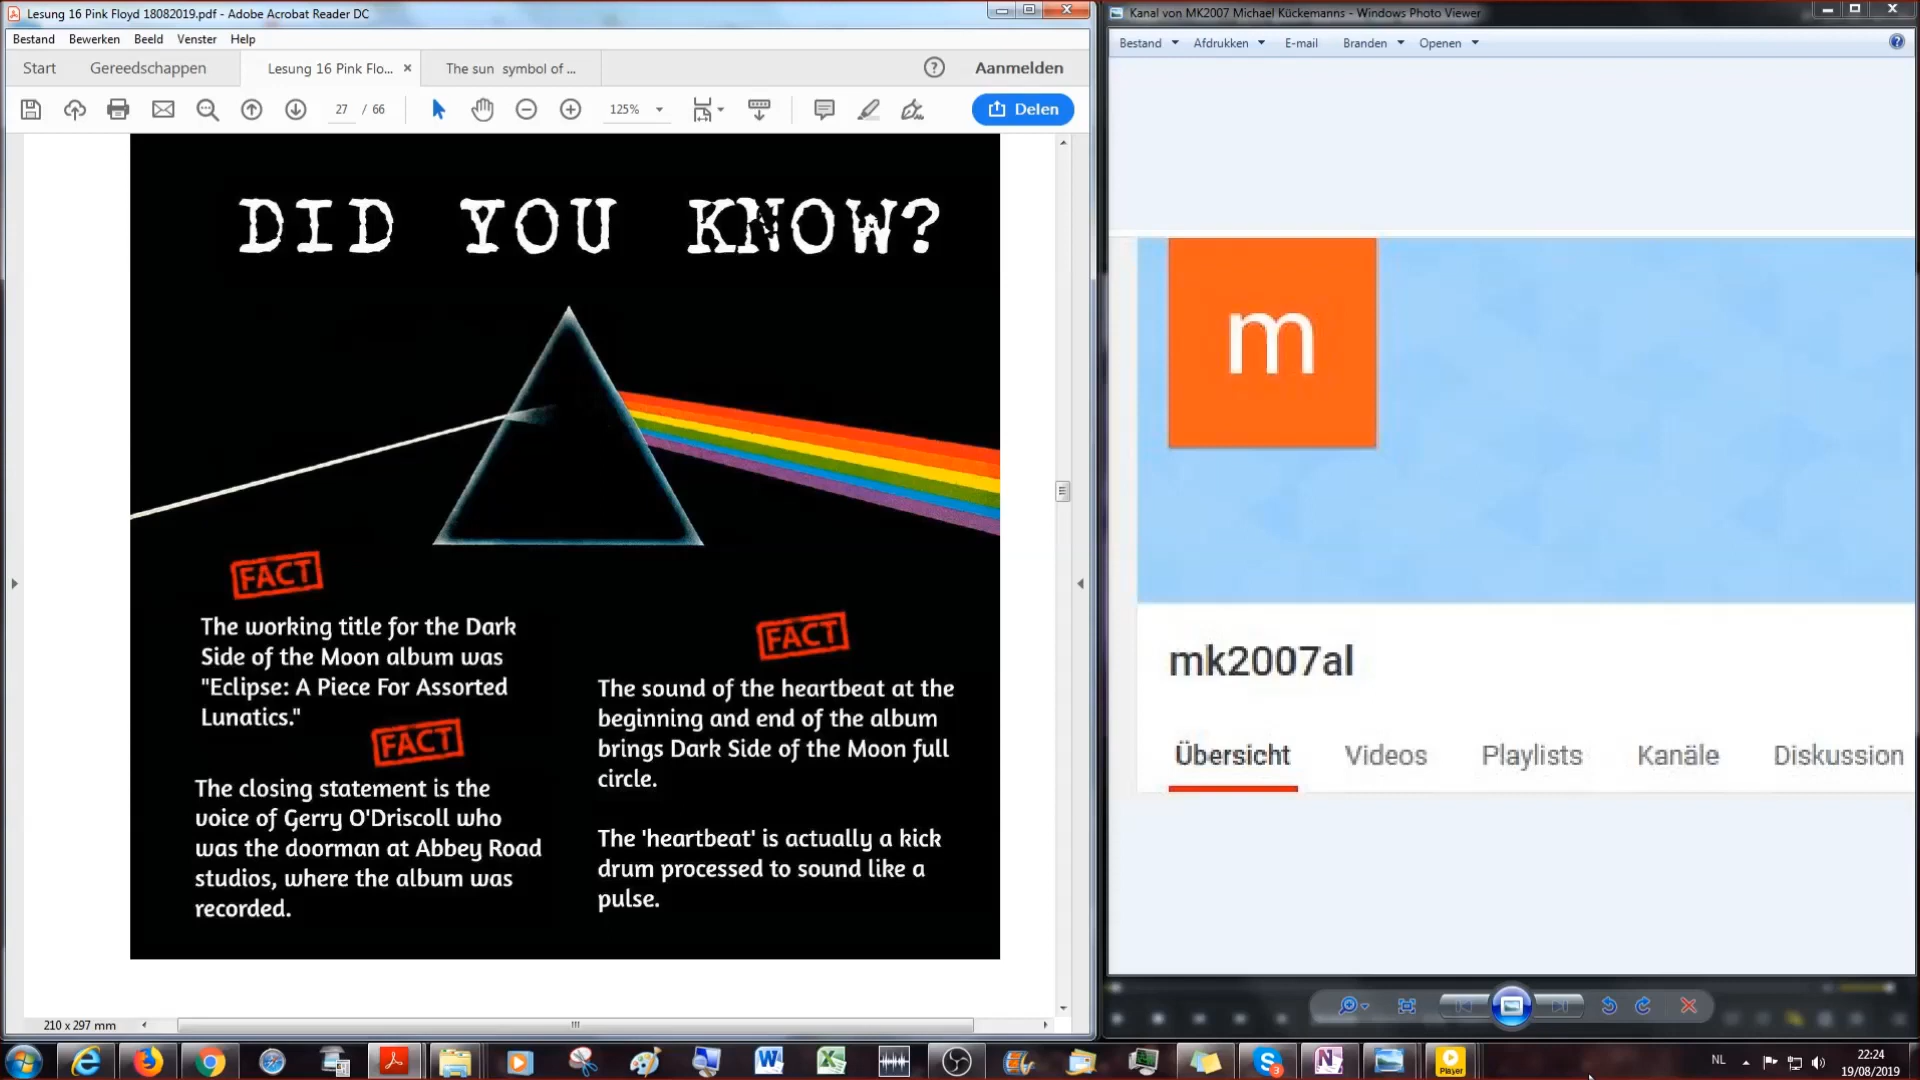 Lesung 16 Pink Floyd 18082019.pdf - Adobe Acrobat Reader DC
Bestand Bewerken Beeld Venster Help
Start Gereedschappen Lesung 16 Pink Flo... × The sun symbol of ... ? Aanmelden
27 / 66 125% Delen
DID YOU KNOW?
FACT
The working title for the Dark
Side of the Moon album was
"Eclipse: A Piece For Assorted
Lunatics."
FACT
The closing statement is the
voice of Gerry O'Driscoll who
was the doorman at Abbey Road
studios, where the album was
recorded.
FACT
The sound of the heartbeat at the
beginning and end of the album
brings Dark Side of the Moon full
circle.
The 'heartbeat' is actually a kick
drum processed to sound like a
pulse.
210 x 297 mm
Kanal von MK2007 Michael Kückemanns - Windows Photo Viewer
Bestand Afdrukken E-mail Branden Openen
m
mk2007al
Übersicht Videos Playlists Kanäle Diskussion
Player
NL
22:24
19/08/2019